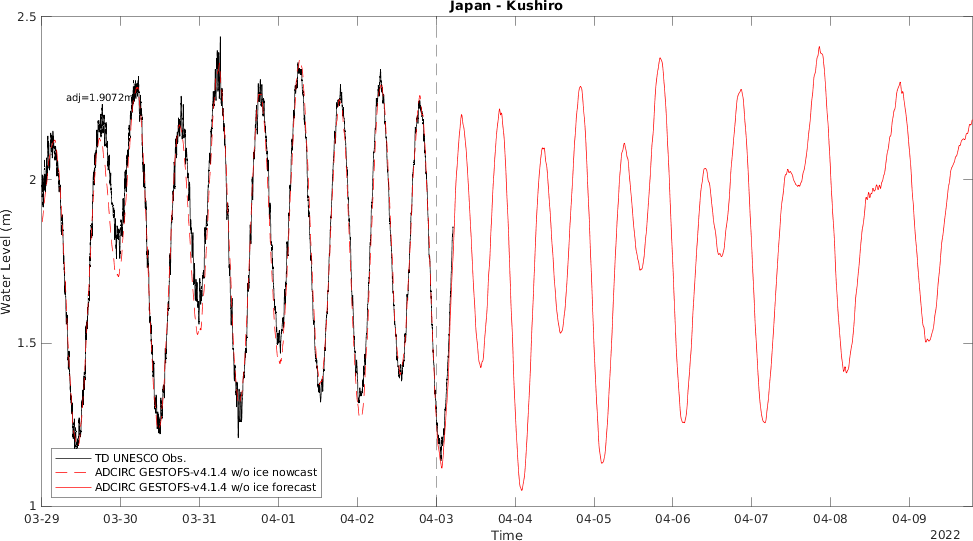 Japan - Kushiro
2.5
adj=1.9072m
2
Water Level (m)
1.5
TD UNESCO Obs.
ADCIRC GESTOFS-v4.1.4 w/o ice nowcast
ADCIRC GESTOFS-v4.1.4 w/o ice forecast
1
03-29 03-30 03-31 04-01 04-02 04-03 04-04 04-05 04-06 04-07 04-08 04-09
Time
2022